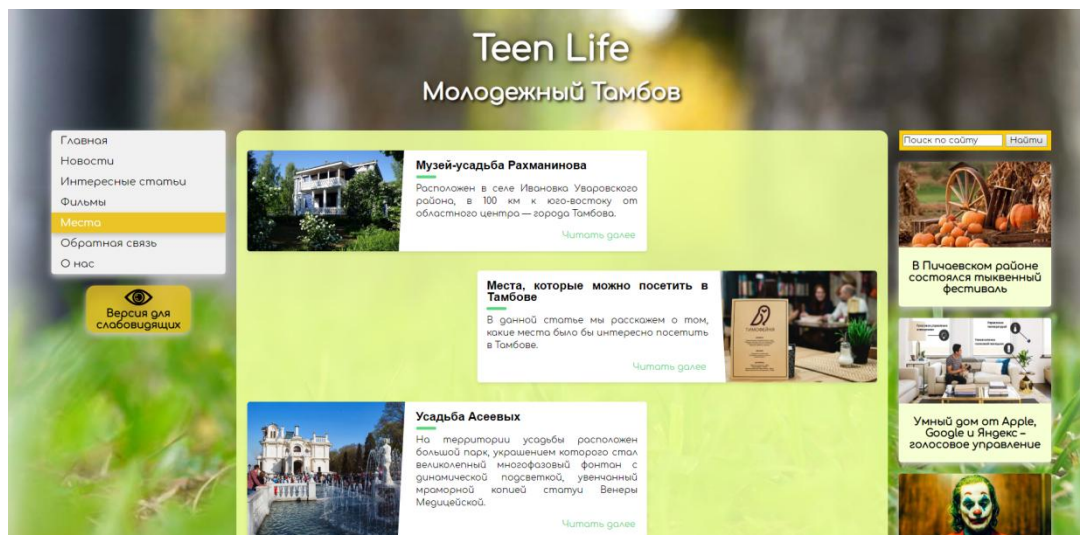 Teen Life
Молодежный Тамбов
Главная
Новости
Интересные статьи
Фильмы
Места
Обратная связь
О нас
Версия для
слабовидящих
Музей-усадьба Рахманинова
Расположен в селе Ивановка Уваровского
района, в 100 км к юго-востоку от
областного центра — города Тамбова.
Читать далее
Места, которые можно посетить в
Тамбове
В данной статье мы расскажем о том,
какие места было бы интересно посетить
в Тамбове.
Читать далее
Усадьба Асеевых
На территории усадьбы расположен
большой парк, украшением которого стал
великолепный многофазовый фонтан с
динамической подсветкой, увенчанный
мраморной копией статуи Венеры
Медицейской.
Читать далее
Поиск по сайту
Найти
В Пичаевском районе
состоялся тыквенный
фестиваль
Умный дом от Apple,
Google и Яндекс –
голосовое управление